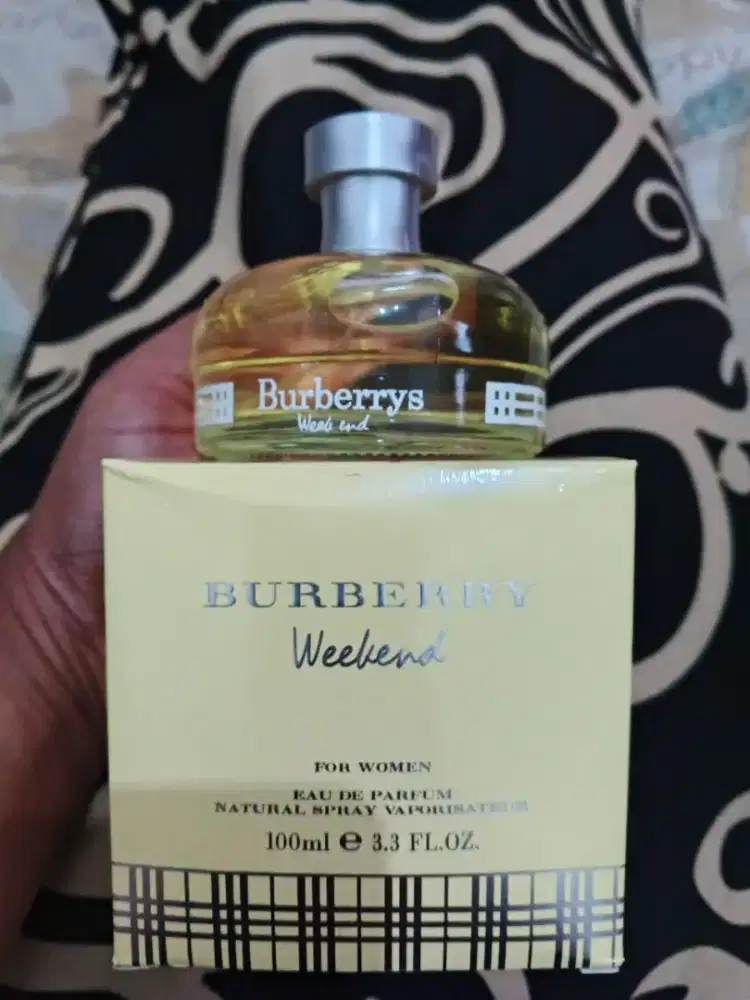 Burberrys
Week end
BURBERRY
Weekend
FOR WOMEN
EAU DE PARFUM
NATURAL SPRAY VAPORISATEUR
100ml e 3.3 FL.OZ.